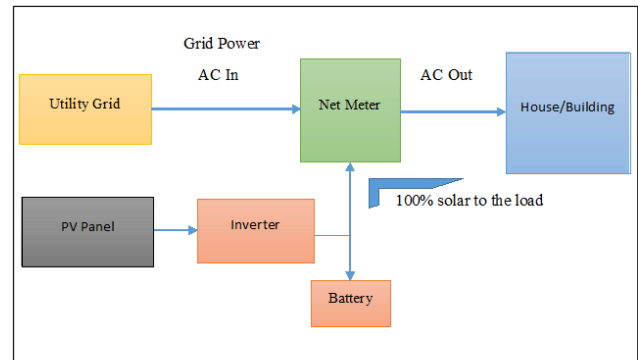 Grid Power
AC In
AC Out
Utility Grid
Net Meter
House/Building
100% solar to the load
PV Panel
Inverter
Battery